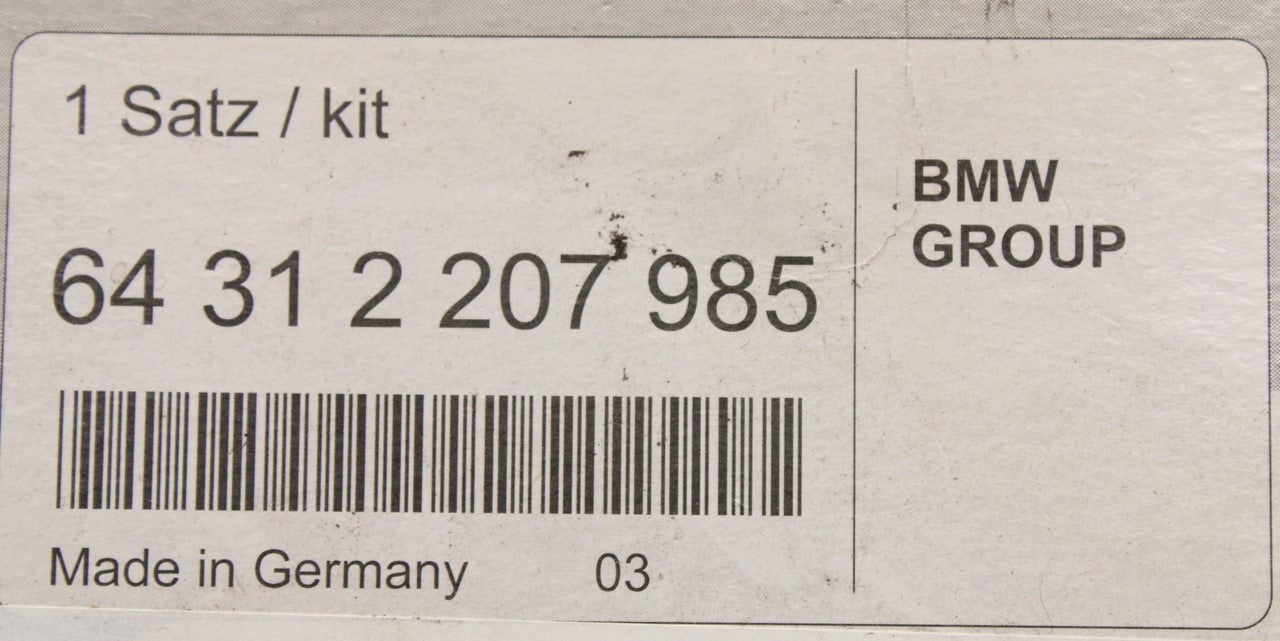 1 Satz / kit
64 31 2 207 985
Made in Germany 03
BMW
GROUP